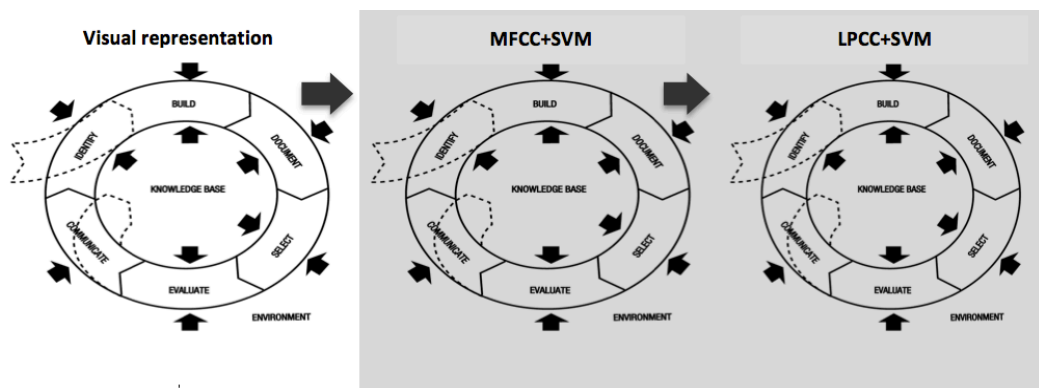 Visual representation
MFCC+SVM
LPCC+SVM
BUILD
IDENTIFY
DOCUMENT
KNOWLEDGE BASE
COMMUNICATE
SELECT
EVALUATE
ENVIRONMENT
BUILD
IDENTIFY
DOCUMENT
KNOWLEDGE BASE
COMMUNICATE
SELECT
EVALUATE
ENVIRONMENT
BUILD
IDENTIFY
DOCUMENT
KNOWLEDGE BASE
COMMUNICATE
SELECT
EVALUATE
ENVIRONMENT